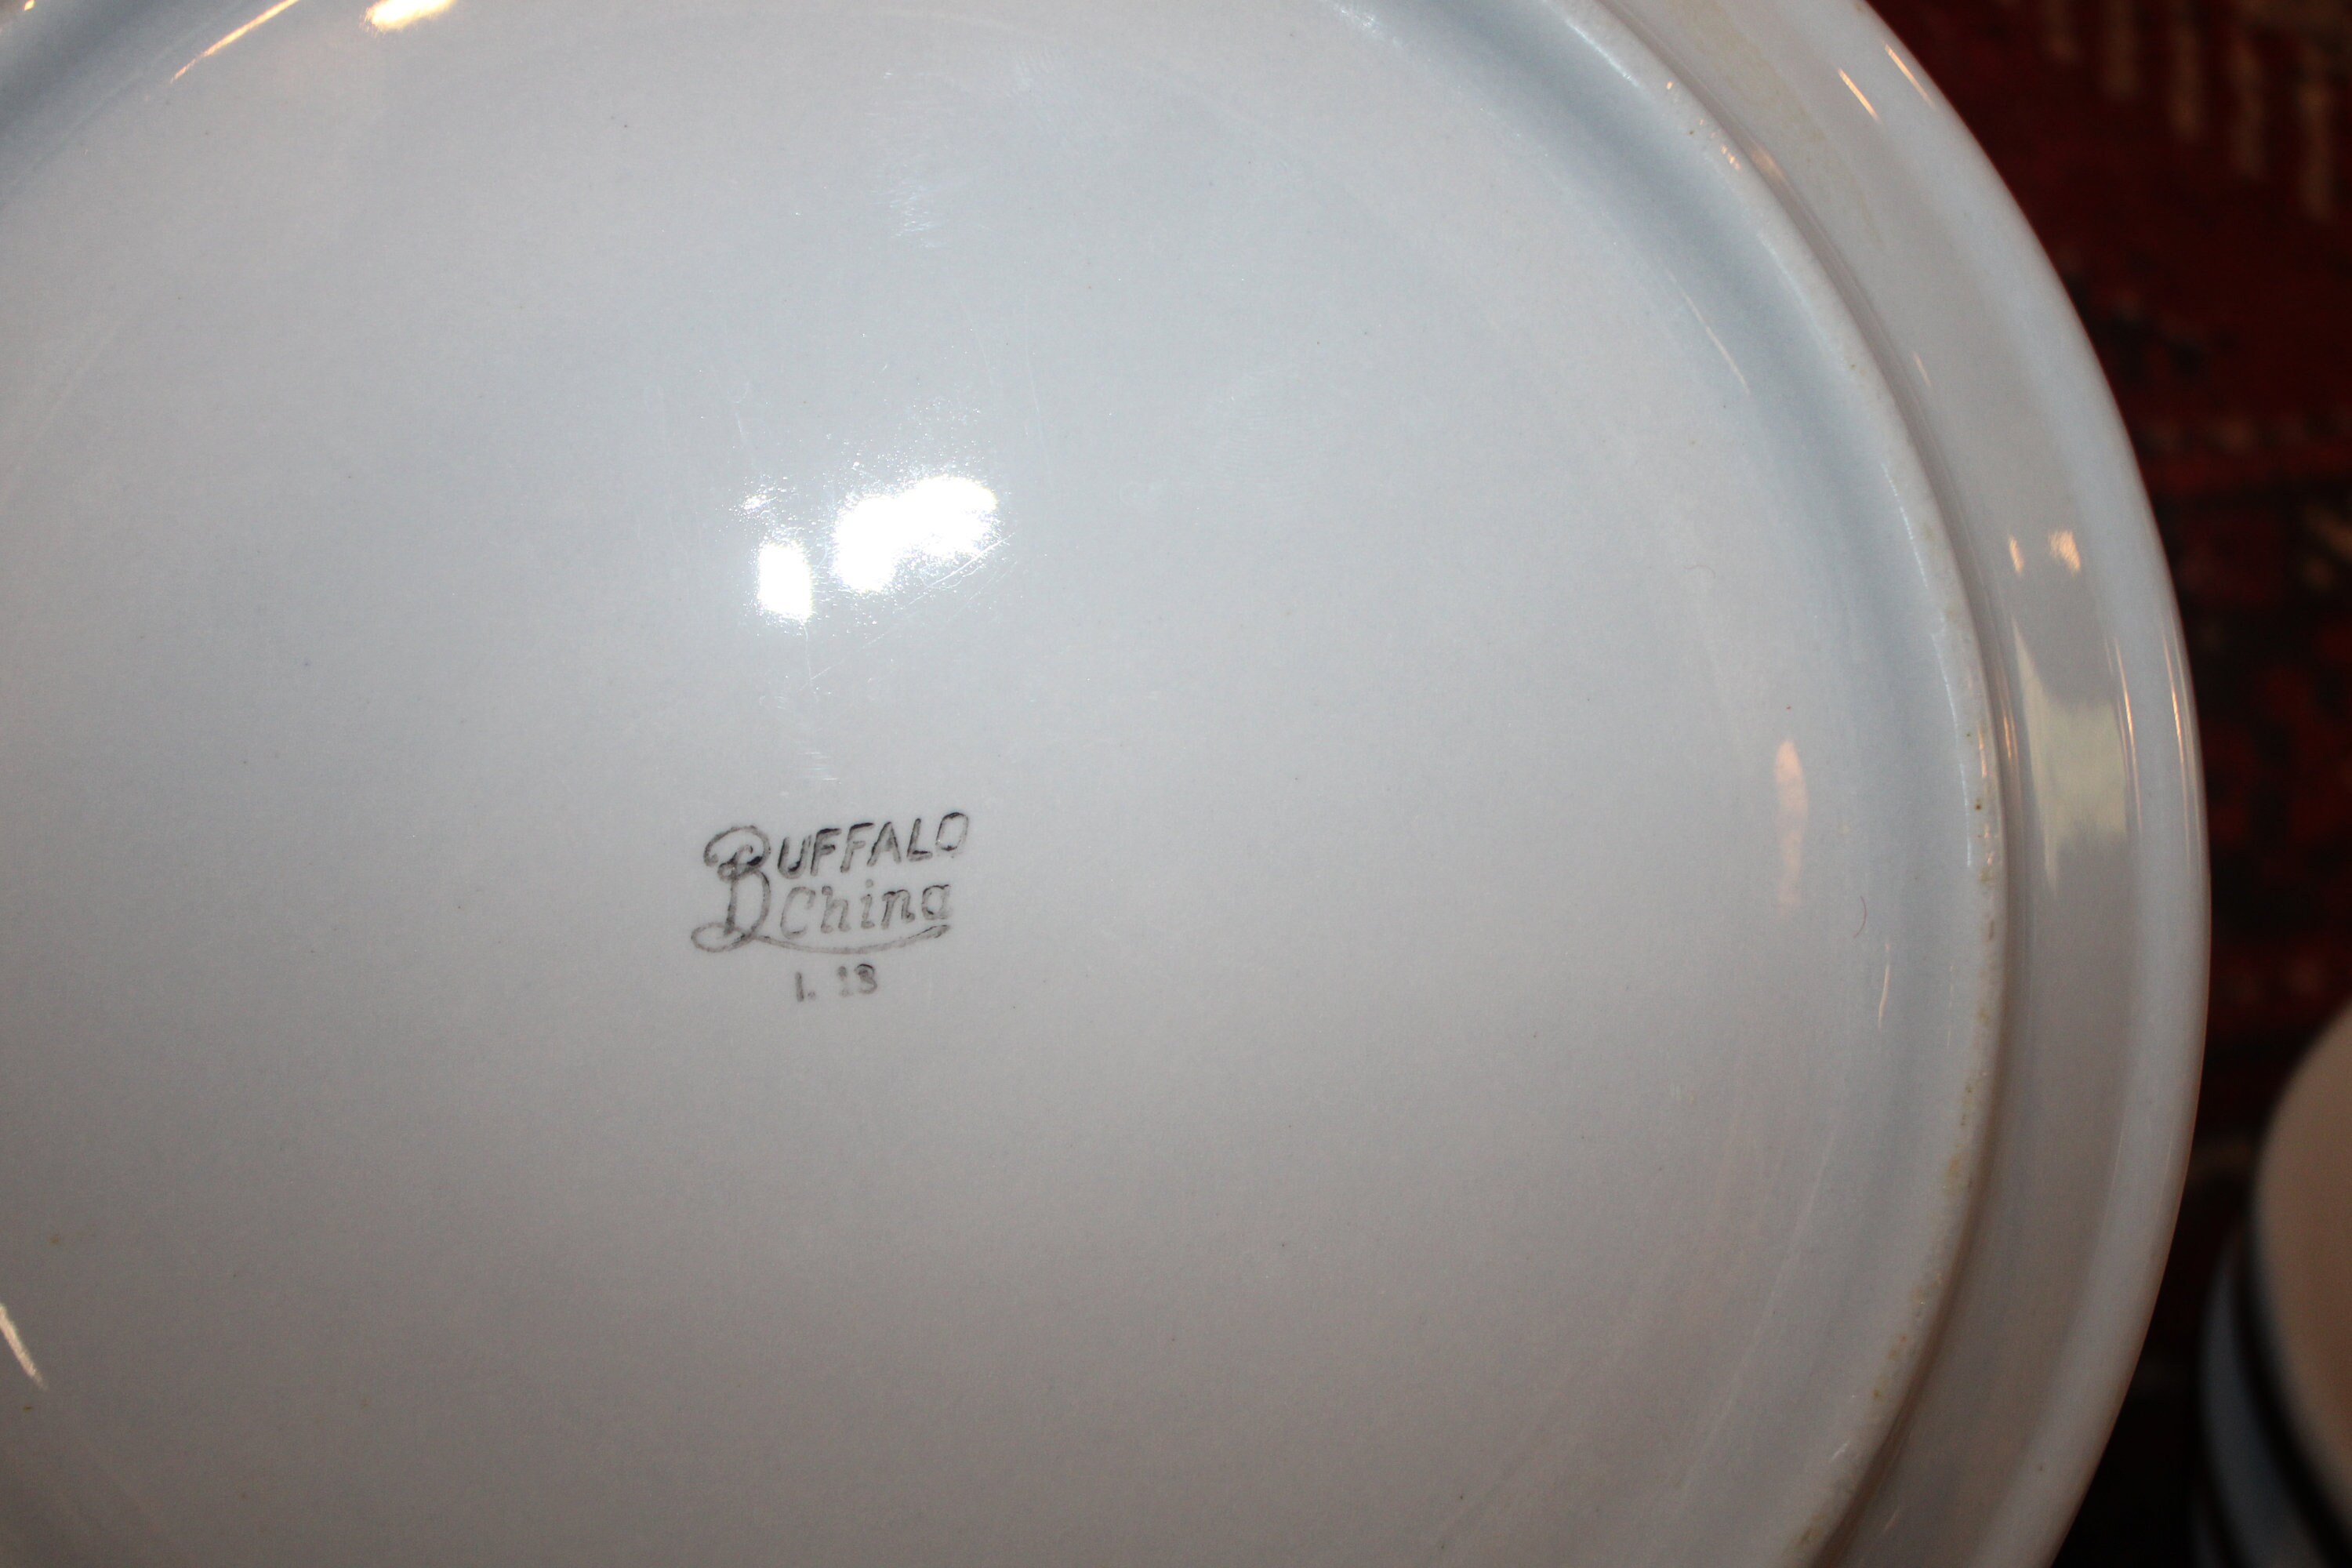 BUFFALO
China
I. 13